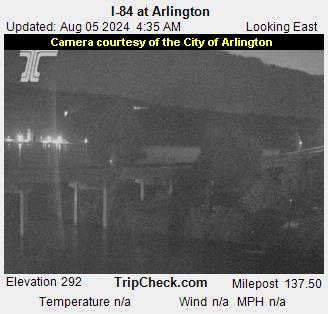 I-84 at Arlington
Updated: Aug 05 2024 4:35 AM Looking East
Camera courtesy of the City of Arlington
Elevation 292 TripCheck.com Milepost 137.50
Temperature n/a Wind n/a MPH n/a